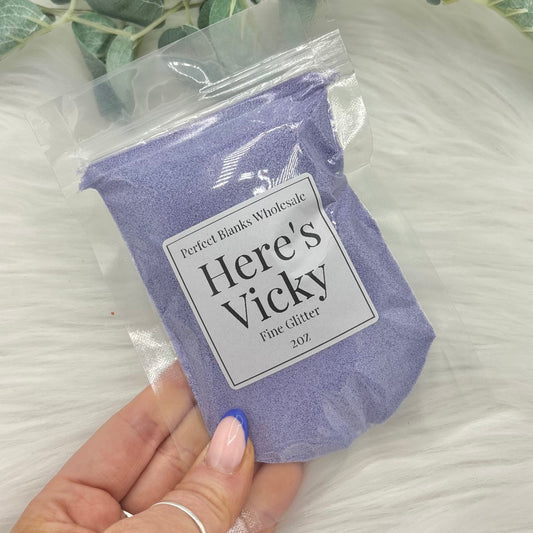 Perfect Blanks Wholesale
Here's
Vicky
Fine Glitter
2oz